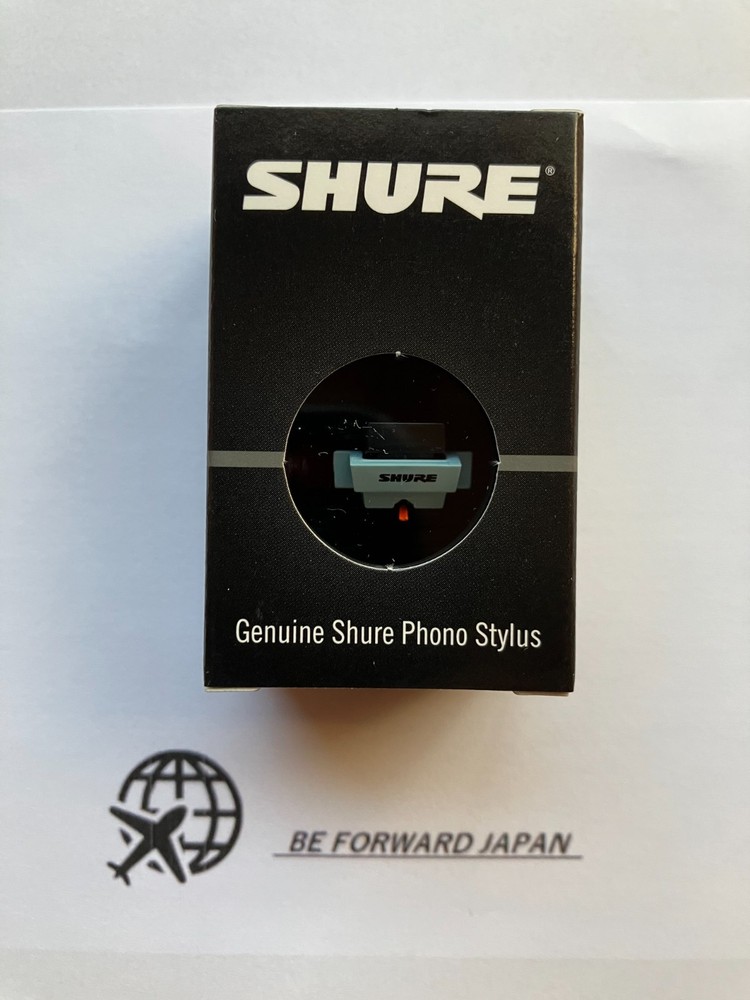 SHURE®
SHURE
Genuine Shure Phono Stylus
BE FORWARD JAPAN